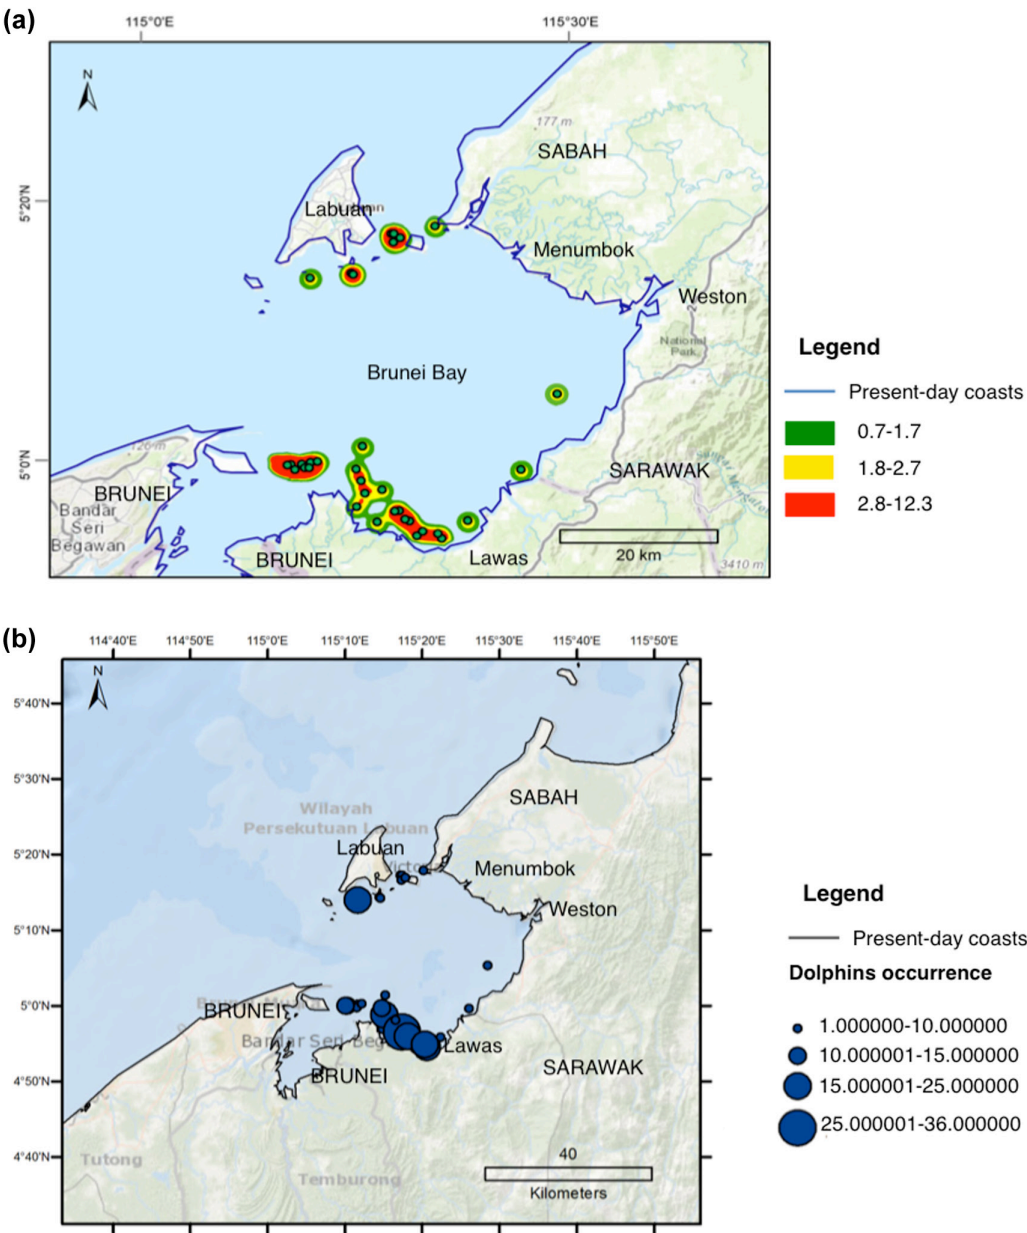 (a)
115°0'E
115°30'E
N
177 m
SABAH
5°20'N
Labuan
Menumbok
Weston
National
Park
Legend
Brunei Bay
Present-day coasts
0.7-1.7
126 m
5°0'N
1.8-2.7
SARAWAK
BRUNEI
2.8-12.3
Bandar
Seri
Begawan
20 km
BRUNEI
Lawas
3410 m
(b)
114°40'E
114°50'E
115°0'E
115°10'E
115°20'E
115°30'E
115°40'E
115°50'E
N
5°40'N
5°30'N
SABAH
Wilayah
Persekutuan Labuan
5°20'N
Labuan
Menumbok
Legend
Weston
5°10'N
Present-day coasts
Dolphins occurrence
5°0'N
BRUNEI
1.000000-10.000000
Bandar Seri Beg
Lawas
10.000001-15.000000
SARAWAK
4°50'N
BRUNEI
15.000001-25.000000
25.000001-36.000000
4°40'N
40
Tutong
Temburong
Kilometers